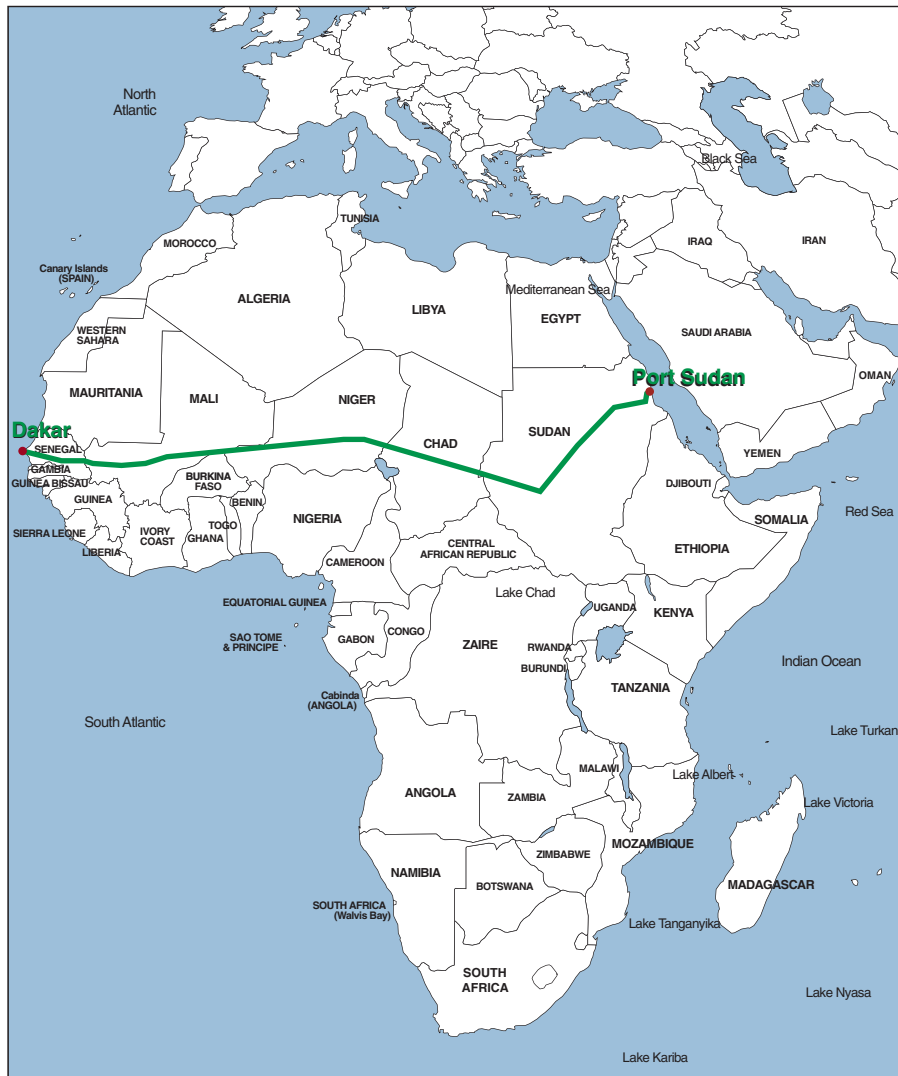 North
Atlantic
Black Sea
TUNISIA
MOROCCO
IRAQ
IRAN
Canary Islands
(SPAIN)
Mediterranean Sea
ALGERIA
LIBYA
EGYPT
WESTERN
SAHARA
SAUDI ARABIA
OMAN
Port Sudan
MAURITANIA
MALI
NIGER
Dakar
SENEGAL
CHAD
SUDAN
YEMEN
GAMBIA
GUINEA BISSAU
BURKINA
FASO
DJIBOUTI
GUINEA
BENIN
NIGERIA
SOMALIA
Red Sea
SIERRA LEONE
IVORY
COAST
TOGO
GHANA
LIBERIA
CENTRAL
AFRICAN REPUBLIC
ETHIOPIA
CAMEROON
Lake Chad
EQUATORIAL GUINEA
UGANDA
KENYA
SAO TOME
& PRINCIPE
GABON
CONGO
ZAIRE
RWANDA
BURUNDI
Indian Ocean
TANZANIA
Cabinda
(ANGOLA)
South Atlantic
Lake Turkan
MALAWI
Lake Albert
ANGOLA
ZAMBIA
Lake Victoria
MOZAMBIQUE
ZIMBABWE
NAMIBIA
BOTSWANA
MADAGASCAR
SOUTH AFRICA
(Walvis Bay)
Lake Tanganyika
SOUTH
AFRICA
Lake Nyasa
Lake Kariba